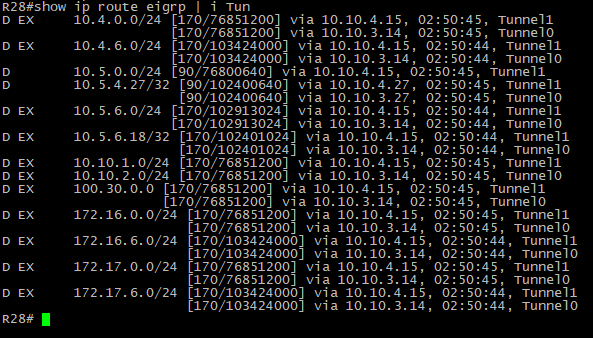 R28#show ip route eigrp | i Tun
D EX     10.4.0.0/24 [170/76851200] via 10.10.4.15, 02:50:45, Tunnel1
                     [170/76851200] via 10.10.3.14, 02:50:45, Tunnel0
D EX     10.4.6.0/24 [170/103424000] via 10.10.4.15, 02:50:44, Tunnel1
                     [170/103424000] via 10.10.3.14, 02:50:44, Tunnel0
D        10.5.0.0/24 [90/76800640] via 10.10.4.15, 02:50:45, Tunnel1
D        10.5.4.27/32 [90/102400640] via 10.10.4.27, 02:50:45, Tunnel1
                      [90/102400640] via 10.10.3.27, 02:50:45, Tunnel0
D EX     10.5.6.0/24 [170/102913024] via 10.10.4.15, 02:50:44, Tunnel1
                     [170/102913024] via 10.10.3.14, 02:50:44, Tunnel0
D EX     10.5.6.18/32 [170/102401024] via 10.10.4.15, 02:50:45, Tunnel1
                      [170/102401024] via 10.10.3.14, 02:50:45, Tunnel0
D EX     10.10.1.0/24 [170/76851200] via 10.10.4.15, 02:50:45, Tunnel1
D EX     10.10.2.0/24 [170/76851200] via 10.10.3.14, 02:50:45, Tunnel0
D EX     100.30.0.0 [170/76851200] via 10.10.4.15, 02:50:45, Tunnel1
                    [170/76851200] via 10.10.3.14, 02:50:45, Tunnel0
D EX     172.16.0.0/24 [170/76851200] via 10.10.4.15, 02:50:45, Tunnel1
                       [170/76851200] via 10.10.3.14, 02:50:45, Tunnel0
D EX     172.16.6.0/24 [170/103424000] via 10.10.4.15, 02:50:44, Tunnel1
                       [170/103424000] via 10.10.3.14, 02:50:44, Tunnel0
D EX     172.17.0.0/24 [170/76851200] via 10.10.4.15, 02:50:45, Tunnel1
                       [170/76851200] via 10.10.3.14, 02:50:45, Tunnel0
D EX     172.17.6.0/24 [170/103424000] via 10.10.4.15, 02:50:44, Tunnel1
                       [170/103424000] via 10.10.3.14, 02:50:44, Tunnel0
R28#